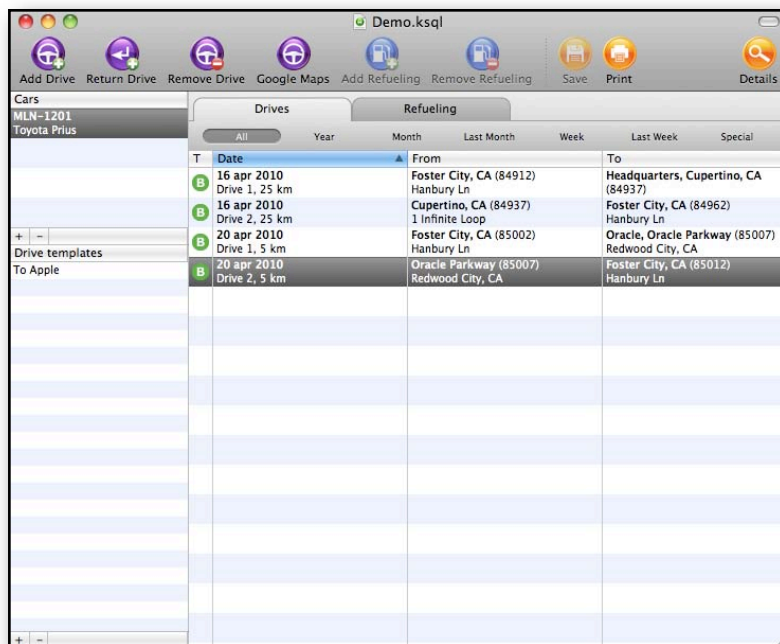 Demo.ksql
Add Drive Return Drive Remove Drive Google Maps Add Refueling Remove Refueling Save Print Details
Cars
MLN-1201
Toyota Prius
+ -
Drive templates
To Apple
+ -
Drives Refueling
All Year Month Last Month Week Last Week Special
T Date From To
B 16 apr 2010 Foster City, CA (84912) Headquarters, Cupertino, CA
Drive 1, 25 km Hanbury Ln (84937)
B 16 apr 2010 Cupertino, CA (84937) Foster City, CA (84962)
Drive 2, 25 km 1 Infinite Loop Hanbury Ln
B 20 apr 2010 Foster City, CA (85002) Oracle, Oracle Parkway (85007)
Drive 1, 5 km Hanbury Ln Redwood City, CA
B 20 apr 2010 Oracle Parkway (85007) Foster City, CA (85012)
Drive 2, 5 km Redwood City, CA Hanbury Ln